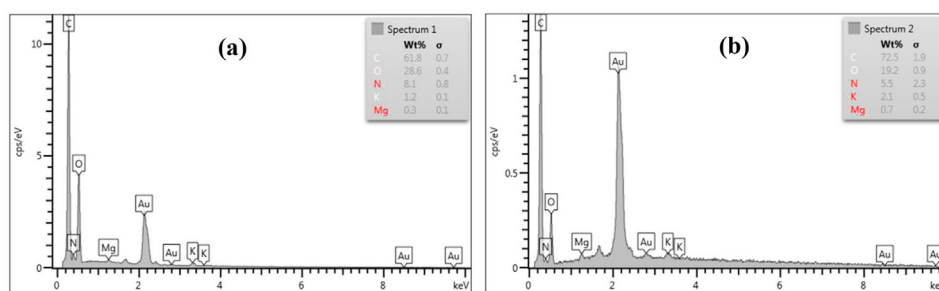 (a)
Spectrum 1
Wt% σ
C 61.8 0.7
O 28.6 0.4
N 8.1 0.8
K 1.2 0.1
Mg 0.3 0.1
cps/eV
10
5
0
C
O
N
Mg
Au
Au
K
K
Au
Au
0 2 4 6 8 keV
(b)
Spectrum 2
Wt% σ
C 72.5 1.9
O 19.2 0.9
N 5.5 2.3
K 2.1 0.5
Mg 0.7 0.2
cps/eV
1
0.5
0
C
O
N
Mg
Au
Au
K
K
Au
Au
0 2 4 6 8 keV